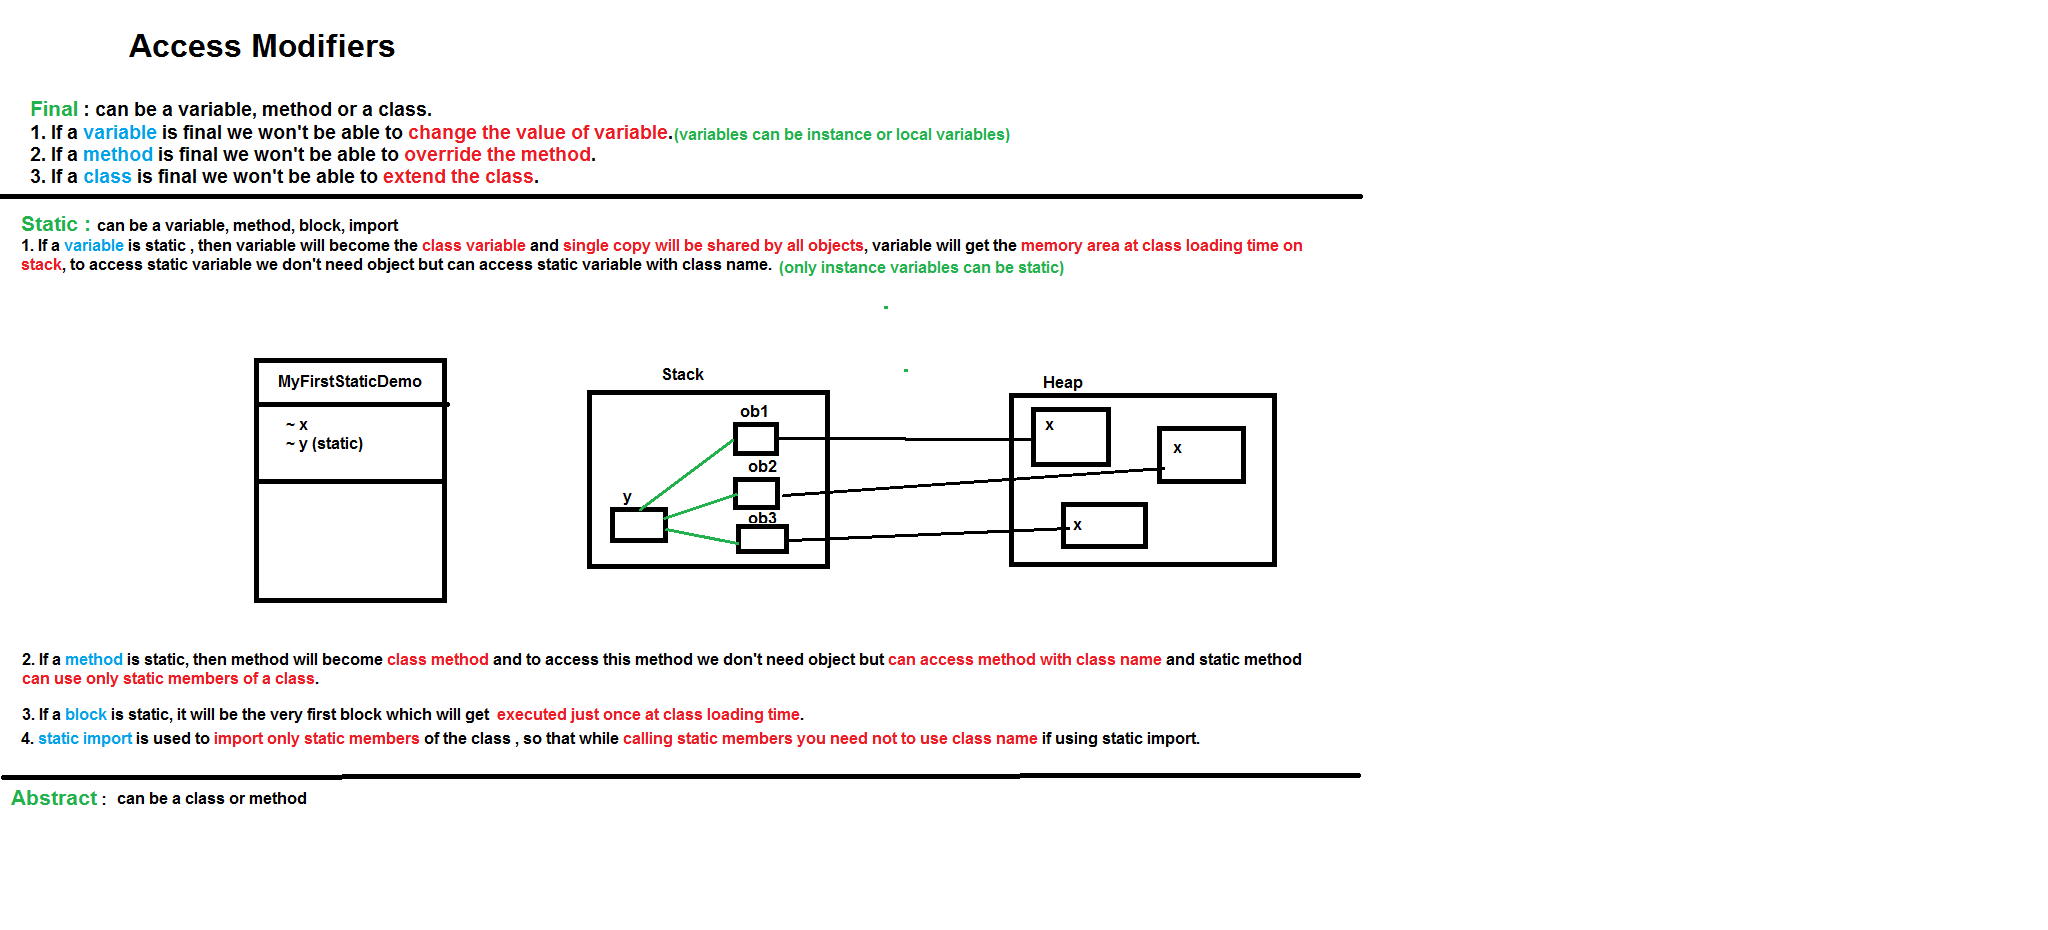 Access Modifiers
Final : can be a variable, method or a class.
1. If a variable is final we won't be able to change the value of variable.(variables can be instance or local variables)
2. If a method is final we won't be able to override the method.
3. If a class is final we won't be able to extend the class.
Static : can be a variable, method, block, import
1. If a variable is static , then variable will become the class variable and single copy will be shared by all objects, variable will get the memory area at class loading time on
stack, to access static variable we don't need object but can access static variable with class name. (only instance variables can be static)
MyFirstStaticDemo
~ x
~ y (static)
Stack
ob1
ob2
y
ob3
Heap
x
x
x
2. If a method is static, then method will become class method and to access this method we don't need object but can access method with class name and static method
can use only static members of a class.
3. If a block is static, it will be the very first block which will get executed just once at class loading time.
4. static import is used to import only static members of the class , so that while calling static members you need not to use class name if using static import.
Abstract : can be a class or method